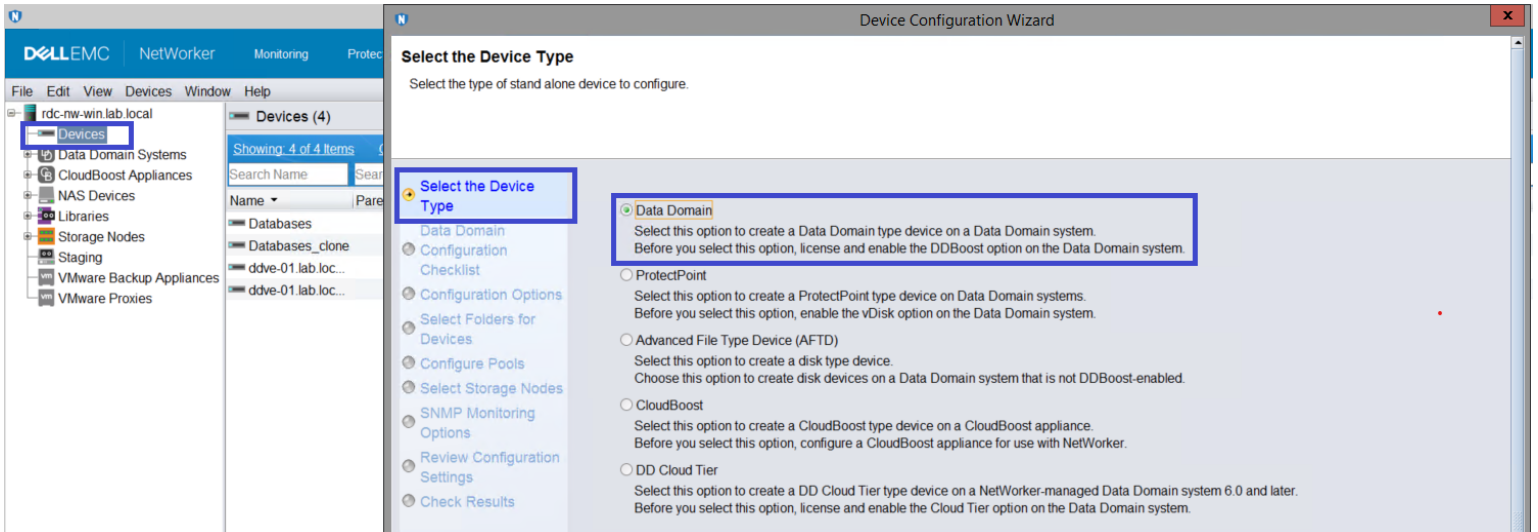 Device Configuration Wizard
x
DELLEMC NetWorker Monitoring Protec
File Edit View Devices Window Help
rdc-nw-win.lab.local
Devices
Data Domain Systems
CloudBoost Appliances
NAS Devices
Libraries
Storage Nodes
Staging
VMware Backup Appliances
VMware Proxies
Devices (4)
Showing: 4 of 4 Items
Search Name Sear
Name Pare
Databases
Databases_clone
ddve-01.lab.loc...
ddve-01.lab.loc...
Select the Device Type
Select the type of stand alone device to configure.
Select the Device
Type
Data Domain
Configuration
Checklist
Configuration Options
Select Folders for
Devices
Configure Pools
Select Storage Nodes
SNMP Monitoring
Options
Review Configuration
Settings
Check Results
Data Domain
Select this option to create a Data Domain type device on a Data Domain system.
Before you select this option, license and enable the DDBoost option on the Data Domain system.
ProtectPoint
Select this option to create a ProtectPoint type device on Data Domain systems.
Before you select this option, enable the vDisk option on the Data Domain system.
Advanced File Type Device (AFTD)
Select this option to create a disk type device.
Choose this option to create disk devices on a Data Domain system that is not DDBoost-enabled.
CloudBoost
Select this option to create a CloudBoost type device on a CloudBoost appliance.
Before you select this option, configure a CloudBoost appliance for use with NetWorker.
DD Cloud Tier
Select this option to create a DD Cloud Tier type device on a NetWorker-managed Data Domain system 6.0 and later.
Before you select this option, license and enable the Cloud Tier option on the Data Domain system.